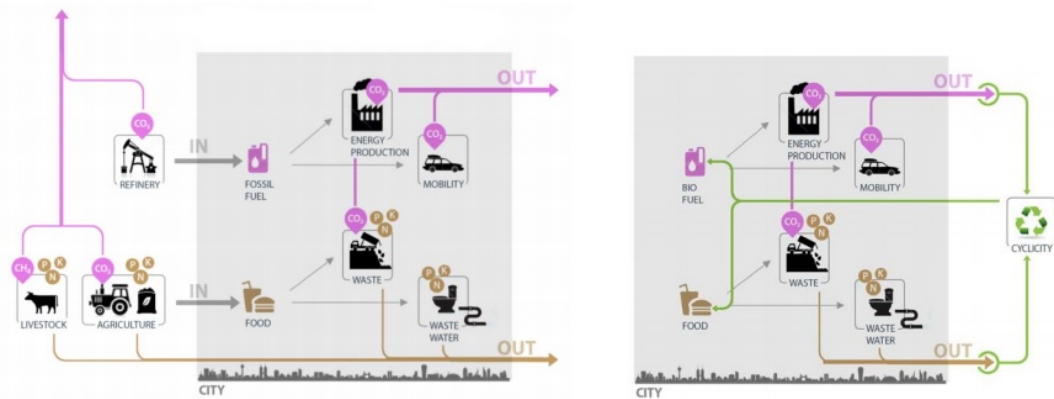 OUT
CO₂
CO₂
CO₂
IN
REFINERY
FOSSIL
FUEL
ENERGY
PRODUCTION
MOBILITY
CO₂
P K
N
CH₄
P K
N
CO₂
P K
N
IN
WASTE
P K
N
LIVESTOCK
AGRICULTURE
FOOD
WASTE
WATER
OUT
CITY
OUT
CO₂
CO₂
ENERGY
PRODUCTION
BIO
FUEL
MOBILITY
CO₂
P K
N
CYCLICITY
WASTE
P K
N
FOOD
WASTE
WATER
OUT
CITY